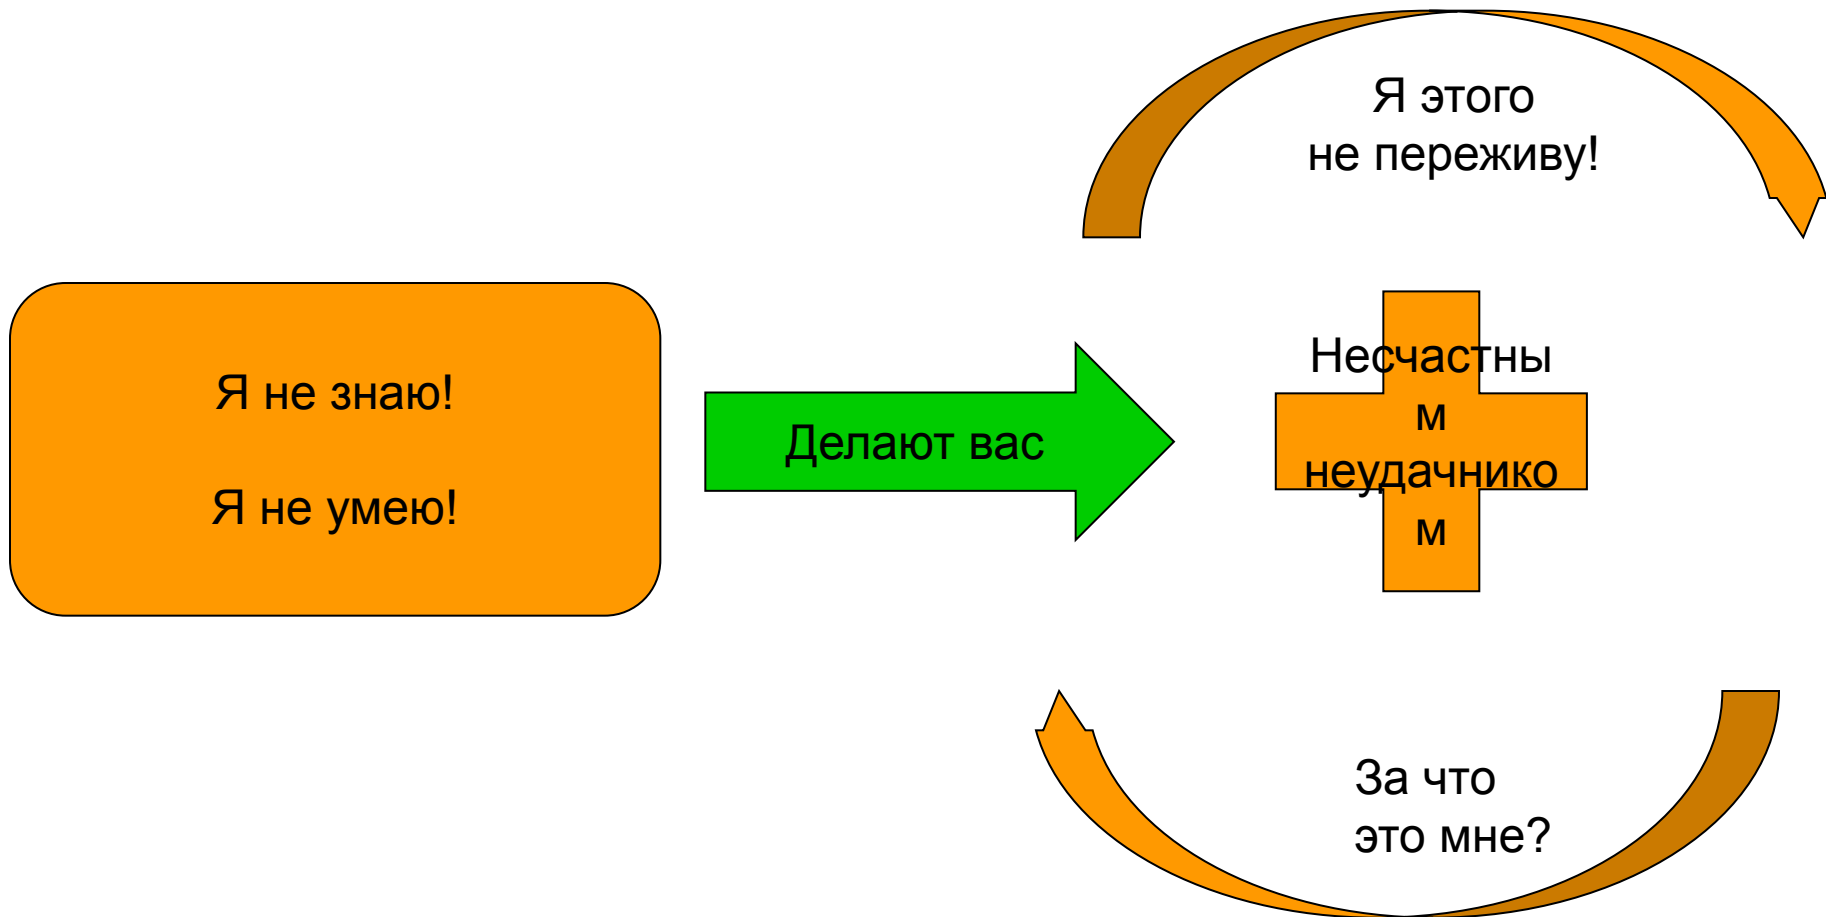 Я этого
не переживу!
Я не знаю!
Я не умею!
Делают вас
Несчастны
м
неудачнико
м
За что
это мне?